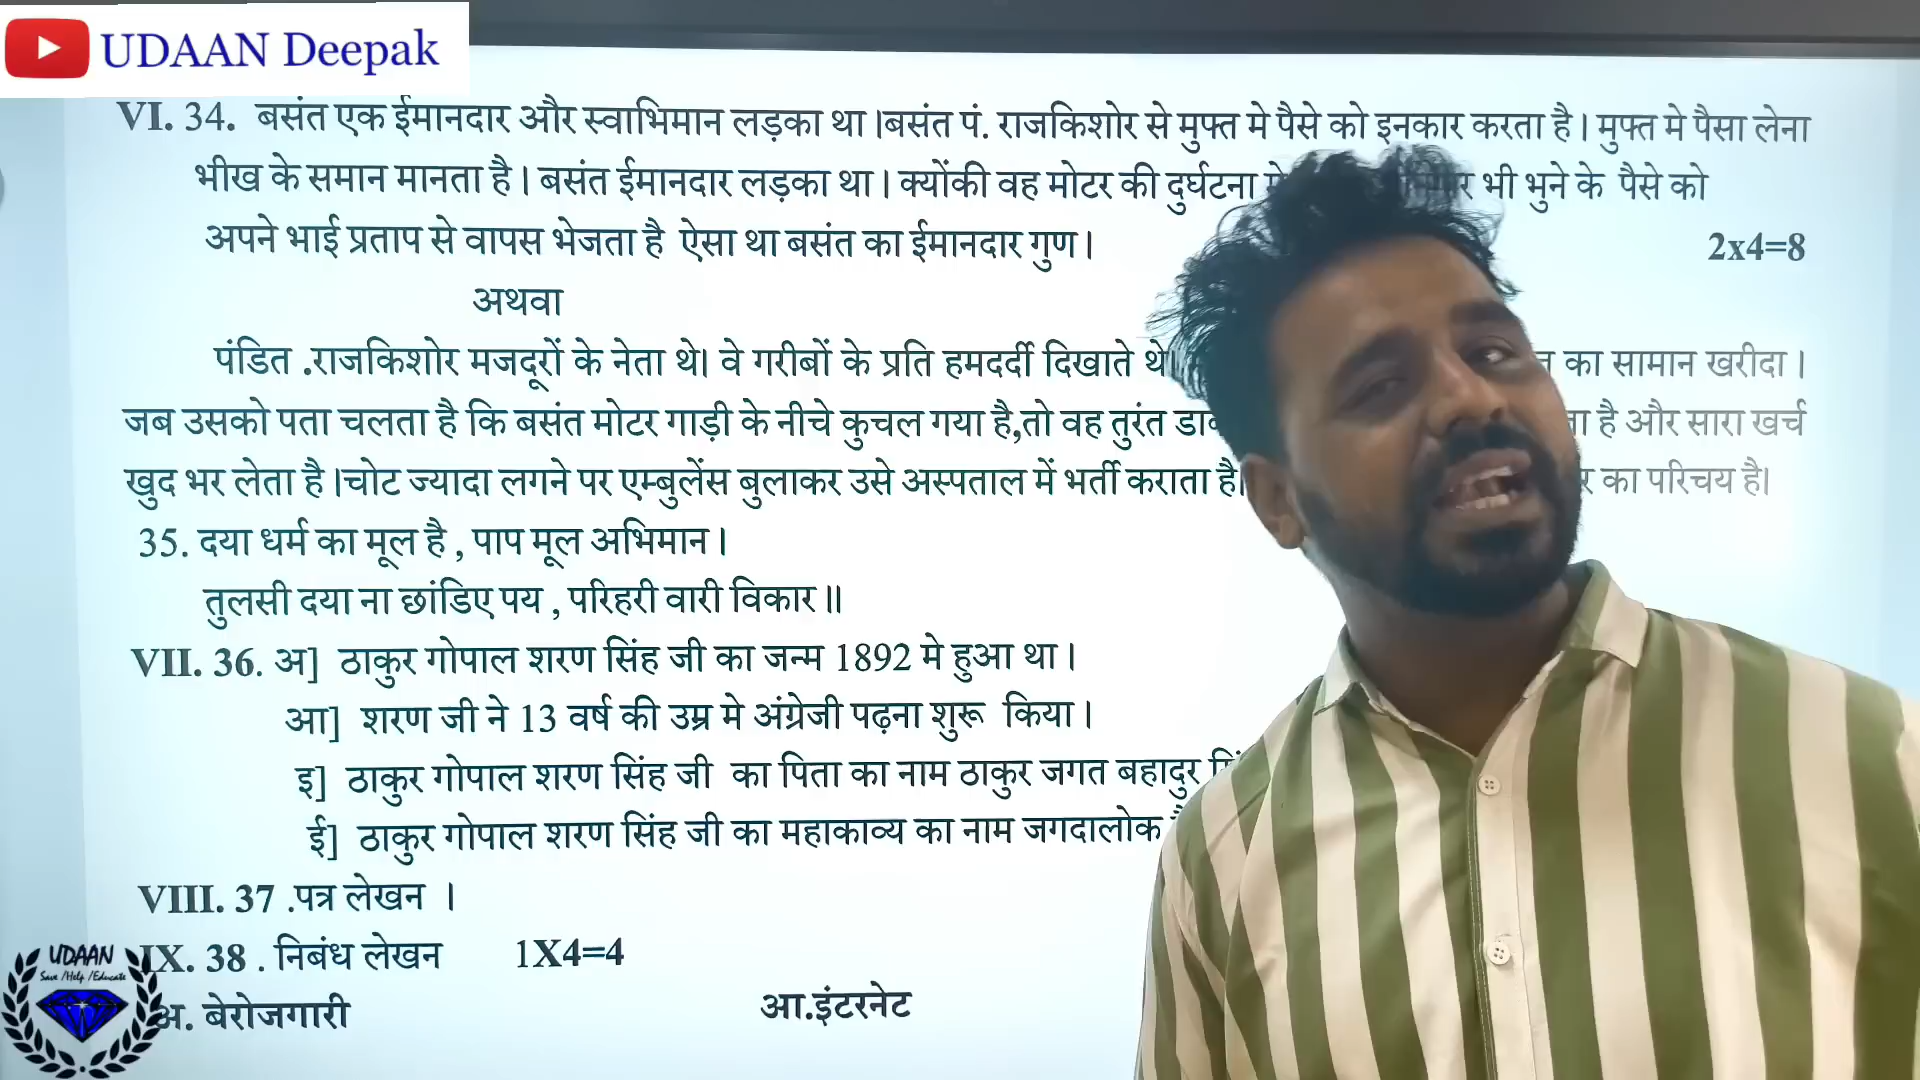 UDAAN Deepak
VI. 34. बसंत एक ईमानदार और स्वाभिमान लड़का था।बसंत पं. राजकिशोर से मुफ्त मे पैसे को इनकार करता है। मुफ्त मे पैसा लेना
भीख के समान मानता है। बसंत ईमानदार लड़का था। क्योंकी वह मोटर की दुर्घटना भी भुने के पैसे को
अपने भाई प्रताप से वापस भेजता है ऐसा था बसंत का ईमानदार गुण। 2x4=8
अथवा
पंडित .राजकिशोर मजदूरों के नेता थे। वे गरीबों के प्रति हमदर्दी दिखाते थे। का सामान खरीदा।
जब उसको पता चलता है कि बसंत मोटर गाड़ी के नीचे कुचल गया है,तो वह तुरंत है और सारा खर्च
खुद भर लेता है।चोट ज्यादा लगने पर एम्बुलेंस बुलाकर उसे अस्पताल में भर्ती कराता है। का परिचय है।
35. दया धर्म का मूल है , पाप मूल अभिमान।
तुलसी दया ना छांडिए पय , परिहरी वारी विकार॥
VII. 36. अ] ठाकुर गोपाल शरण सिंह जी का जन्म 1892 मे हुआ था।
आ] शरण जी ने 13 वर्ष की उम्र मे अंग्रेजी पढ़ना शुरू किया।
इ] ठाकुर गोपाल शरण सिंह जी का पिता का नाम ठाकुर जगत बहादुर
ई] ठाकुर गोपाल शरण सिंह जी का महाकाव्य का नाम जगदालोक
VIII. 37 .पत्र लेखन ।
IX. 38 . निबंध लेखन 1X4=4
अ. बेरोजगारी आ.इंटरनेट
UDAAN
Save /Help /Educate